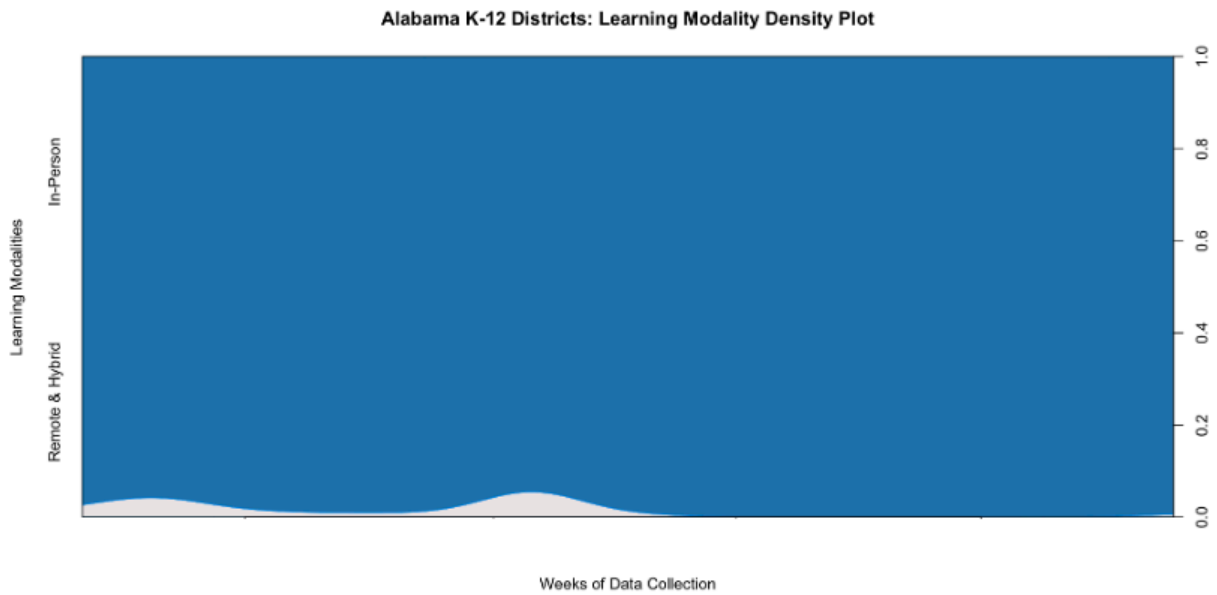 Alabama K-12 Districts: Learning Modality Density Plot
Learning Modalities
In-Person
Remote & Hybrid
1.0
0.8
0.6
0.4
0.2
0.0
Weeks of Data Collection